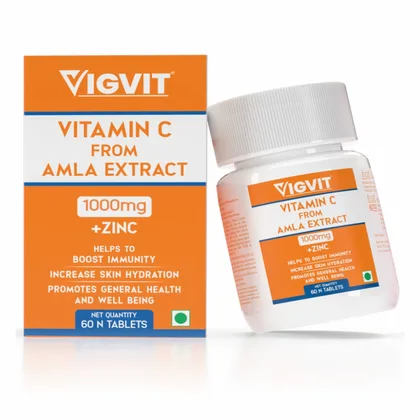 VIGVIT
VITAMIN C
FROM
AMLA EXTRACT
1000mg
+ZINC
HELPS TO
BOOST IMMUNITY
INCREASE SKIN HYDRATION
PROMOTES GENERAL HEALTH
AND WELL BEING
NET QUANTITY
60 N TABLETS
VIGVIT
VITAMIN C
FROM
AMLA EXTRACT
1000mg
+ZINC
HELPS TO BOOST IMMUNITY
INCREASE SKIN HYDRATION
PROMOTES GENERAL HEALTH
AND WELL BEING
NET QUANTITY
60 N TABLETS